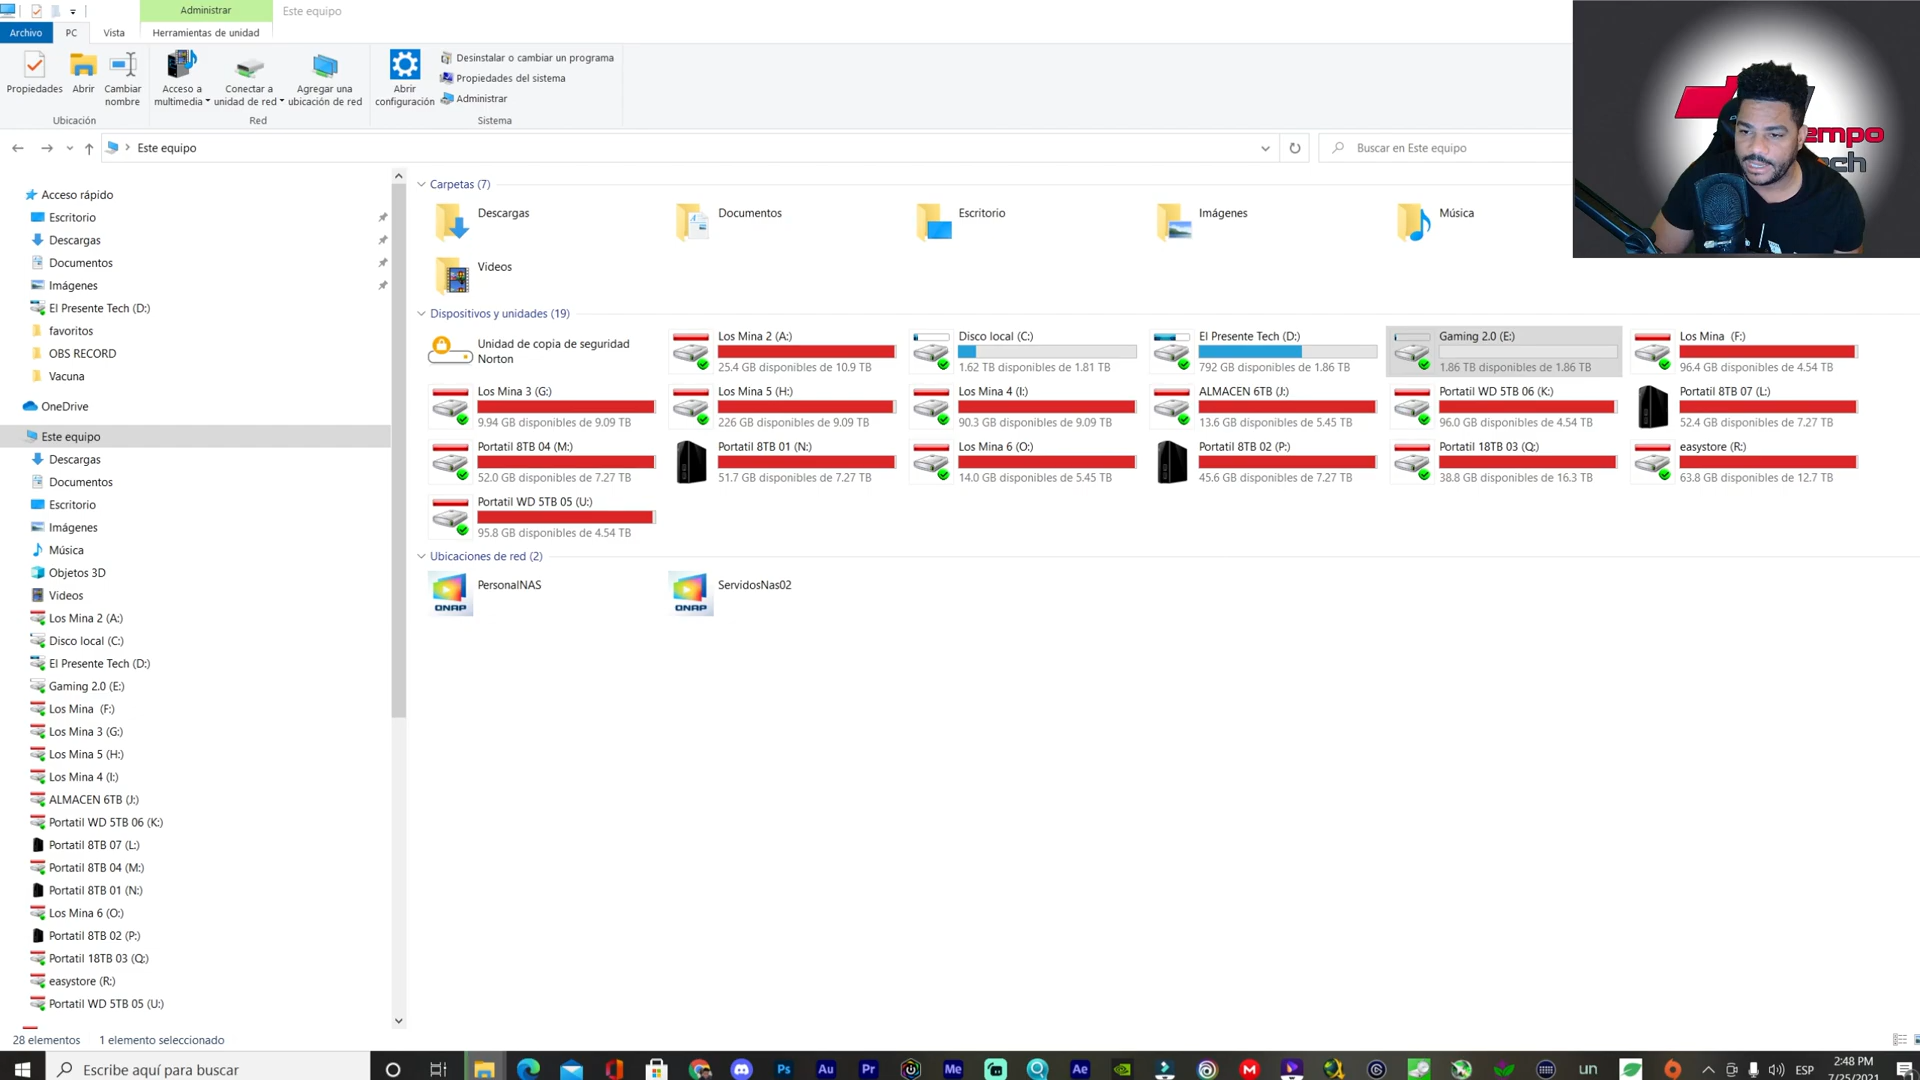 Administrar
Este equipo
Archivo
PC
Vista
Herramientas de unidad
Propiedades
Abrir
Cambiar
nombre
Acceso a
multimedia
Conectar a
unidad de red
Agregar una
ubicación de red
Abrir
configuración
Desinstalar o cambiar un programa
Propiedades del sistema
Administrar
Ubicación
Red
Sistema
Este equipo
Buscar en Este equipo
empo
ch
Acceso rápido
Escritorio
Descargas
Documentos
Imágenes
El Presente Tech (D:)
favoritos
OBS RECORD
Vacuna
OneDrive
Este equipo
Descargas
Documentos
Escritorio
Imágenes
Música
Objetos 3D
Videos
Los Mina 2 (A:)
Disco local (C:)
El Presente Tech (D:)
Gaming 2.0 (E:)
Los Mina (F:)
Los Mina 3 (G:)
Los Mina 5 (H:)
Los Mina 4 (I:)
ALMACEN 6TB (J:)
Portatil WD 5TB 06 (K:)
Portatil 8TB 07 (L:)
Portatil 8TB 04 (M:)
Portatil 8TB 01 (N:)
Los Mina 6 (O:)
Portatil 8TB 02 (P:)
Portatil 18TB 03 (Q:)
easystore (R:)
Portatil WD 5TB 05 (U:)
Carpetas (7)
Descargas
Documentos
Escritorio
Imágenes
Música
Videos
Dispositivos y unidades (19)
Unidad de copia de seguridad
Norton
Los Mina 2 (A:)
25.4 GB disponibles de 10.9 TB
Disco local (C:)
1.62 TB disponibles de 1.81 TB
El Presente Tech (D:)
792 GB disponibles de 1.86 TB
Gaming 2.0 (E:)
1.86 TB disponibles de 1.86 TB
Los Mina (F:)
96.4 GB disponibles de 4.54 TB
Los Mina 3 (G:)
9.94 GB disponibles de 9.09 TB
Los Mina 5 (H:)
226 GB disponibles de 9.09 TB
Los Mina 4 (I:)
90.3 GB disponibles de 9.09 TB
ALMACEN 6TB (J:)
13.6 GB disponibles de 5.45 TB
Portatil WD 5TB 06 (K:)
96.0 GB disponibles de 4.54 TB
Portatil 8TB 07 (L:)
52.4 GB disponibles de 7.27 TB
Portatil 8TB 04 (M:)
52.0 GB disponibles de 7.27 TB
Portatil 8TB 01 (N:)
51.7 GB disponibles de 7.27 TB
Los Mina 6 (O:)
14.0 GB disponibles de 5.45 TB
Portatil 8TB 02 (P:)
45.6 GB disponibles de 7.27 TB
Portatil 18TB 03 (Q:)
38.8 GB disponibles de 16.3 TB
easystore (R:)
63.8 GB disponibles de 12.7 TB
Portatil WD 5TB 05 (U:)
95.8 GB disponibles de 4.54 TB
Ubicaciones de red (2)
QNAP
PersonalNAS
QNAP
ServidosNas02
28 elementos
1 elemento seleccionado
Escribe aquí para buscar
Ps
Au
Pr
Me
Ae
un
ESP
2:48 PM
7/25/2021